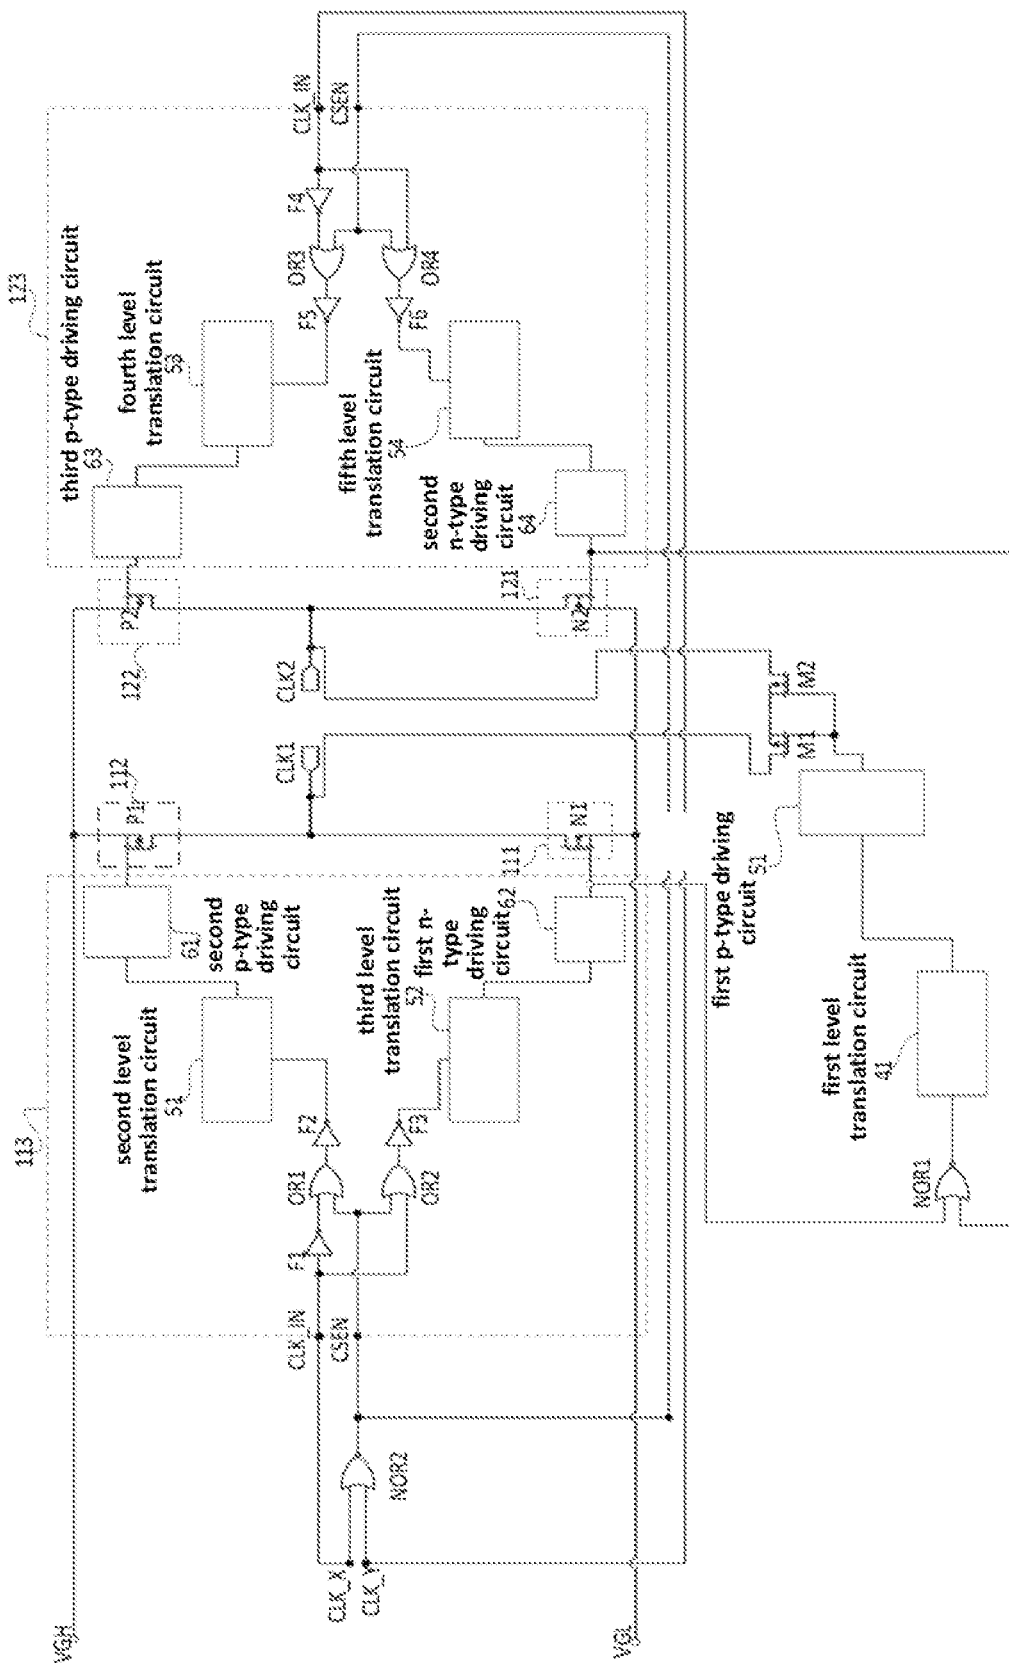 123
third p-type driving circuit
63
fourth level
translation circuit
53
CLK_IN
CSEN
F4
OR3
OR4
F5
F6
fifth level
translation circuit
54
second
n-type
driving
circuit
64
P2
122
121
N2
CLK2
CLK1
M2
M1
112
P1
N1
111
113
61
second
p-type
driving
circuit
second level
translation circuit
51
third level
translation circuit
52
first n-
type
driving
circuit
62
F2
F3
OR1
OR2
F1
CLK_IN
CSEN
NOR2
CLK_X
CLK_Y
VGH
VGL
first p-type driving
circuit
51
first level
translation circuit
41
NOR1